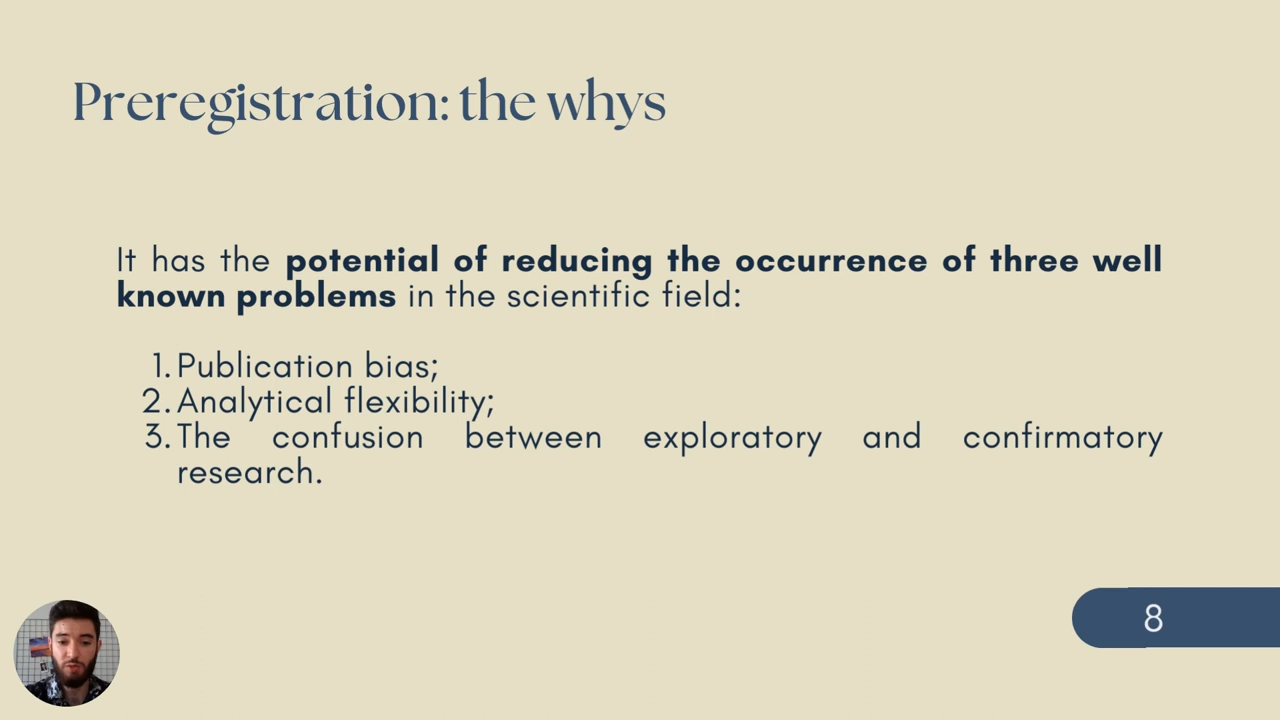 Preregistration: the whys
It has the potential of reducing the occurrence of three well
known problems in the scientific field:
1. Publication bias;
2. Analytical flexibility;
3. The confusion between exploratory and confirmatory
research.
8